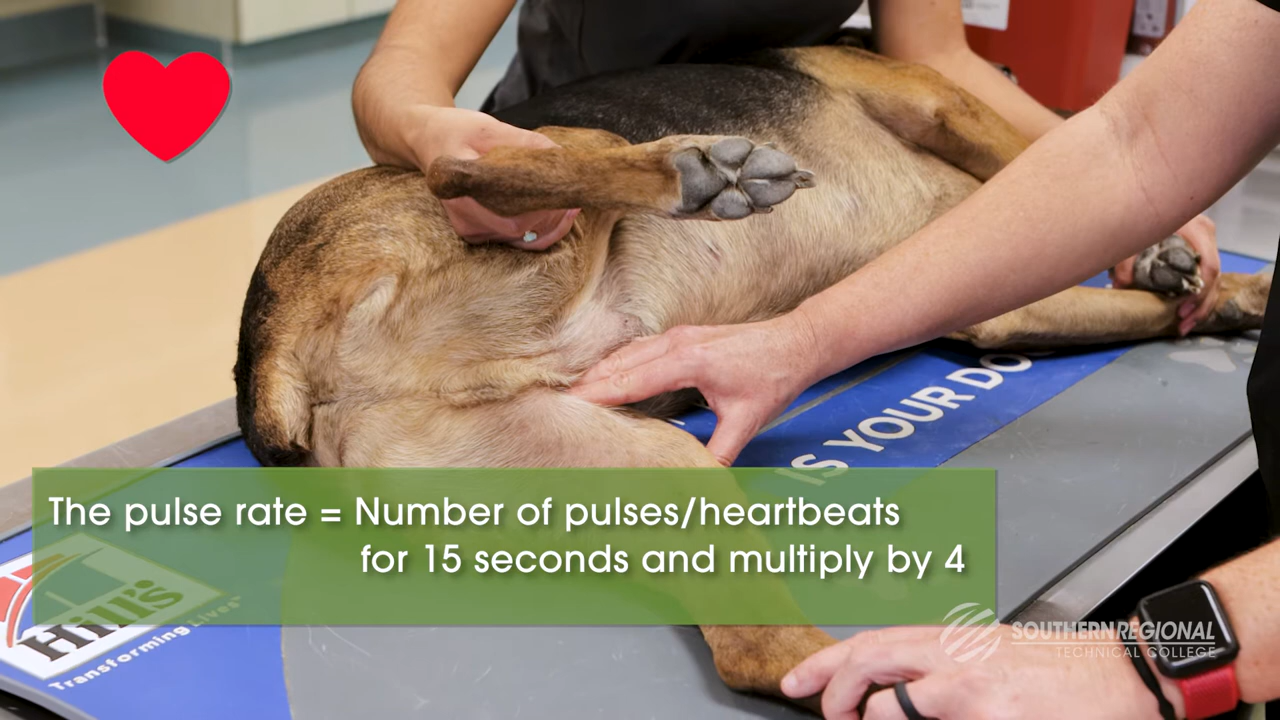 IS YOUR DO
The pulse rate = Number of pulses/heartbeats
for 15 seconds and multiply by 4
Hill's
Transforming Lives
SOUTHERN REGIONAL
TECHNICAL COLLEGE